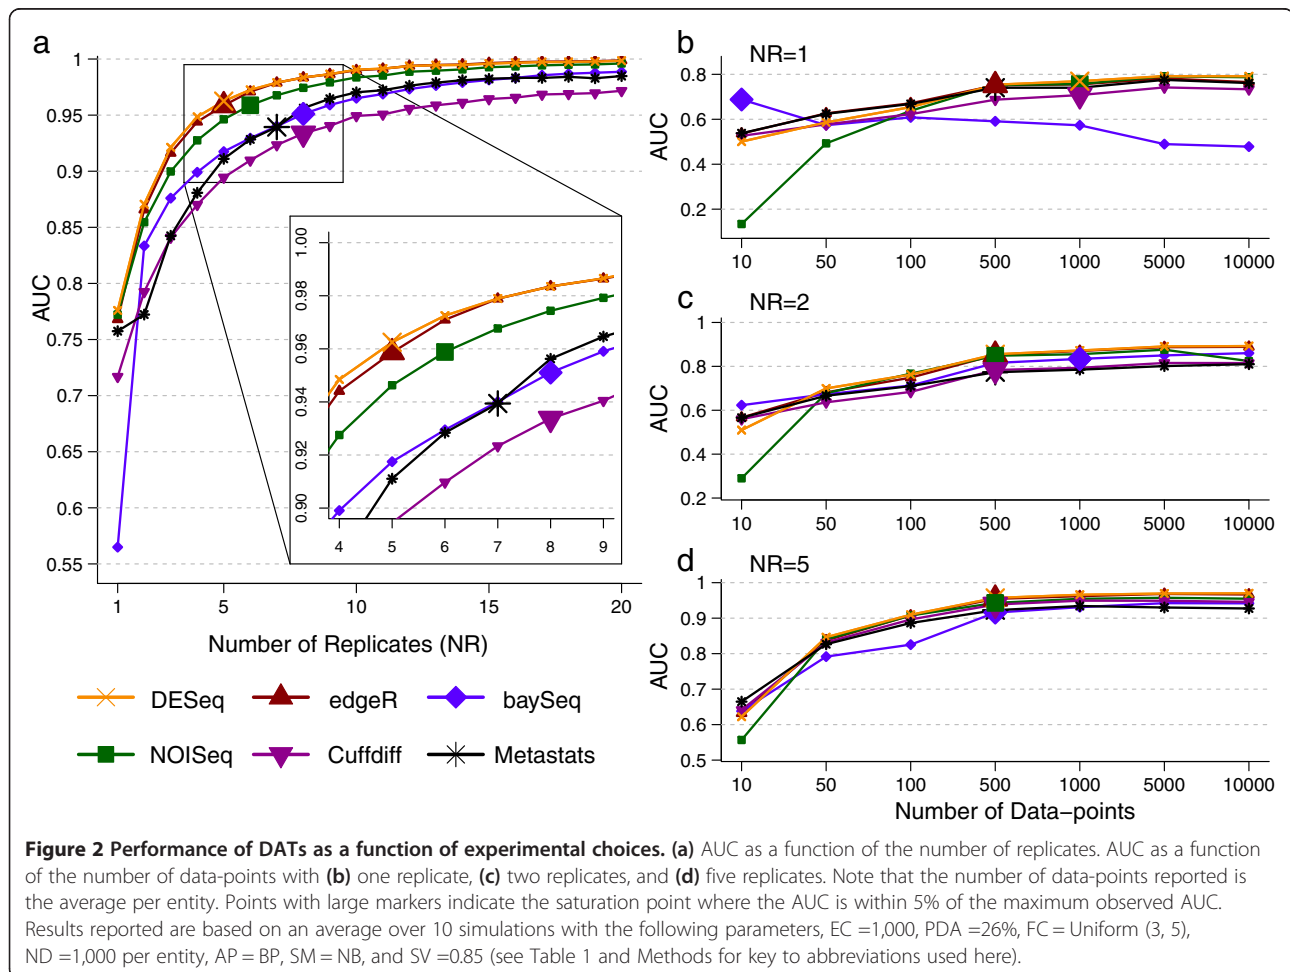 a
1
0.95
0.9
0.85
0.8
0.75
0.7
0.65
0.6
0.55
AUC
1 5 10 15 20
Number of Replicates (NR)
1.00
0.98
0.96
0.94
0.92
0.90
4 5 6 7 8 9
DESeq edgeR baySeq
NOISeq Cuffdiff Metastats
b NR=1
0.8
0.6
0.4
0.2
AUC
10 50 100 500 1000 5000 10000
c NR=2
1
0.8
0.6
0.4
0.2
AUC
10 50 100 500 1000 5000 10000
d NR=5
1
0.9
0.8
0.7
0.6
0.5
AUC
10 50 100 500 1000 5000 10000
Number of Data-points
Figure 2 Performance of DATs as a function of experimental choices. (a) AUC as a function of the number of replicates. AUC as a function
of the number of data-points with (b) one replicate, (c) two replicates, and (d) five replicates. Note that the number of data-points reported is
the average per entity. Points with large markers indicate the saturation point where the AUC is within 5% of the maximum observed AUC.
Results reported are based on an average over 10 simulations with the following parameters, EC =1,000, PDA =26%, FC = Uniform (3, 5),
ND =1,000 per entity, AP = BP, SM = NB, and SV =0.85 (see Table 1 and Methods for key to abbreviations used here).